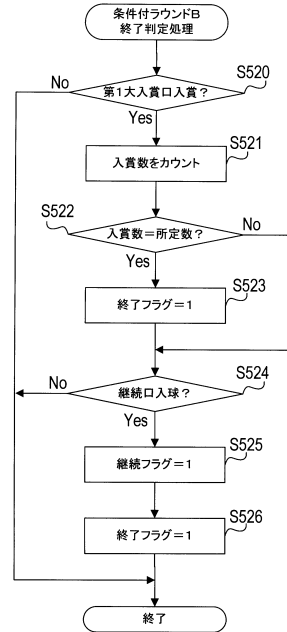 条件付ラウンドB
終了判定処理
S520
No
第1大入賞口入賞？
Yes
S521
入賞数をカウント
S522
入賞数＝所定数？
No
Yes
S523
終了フラグ＝1
S524
No
継続口入球？
Yes
S525
継続フラグ＝1
S526
終了フラグ＝1
終了